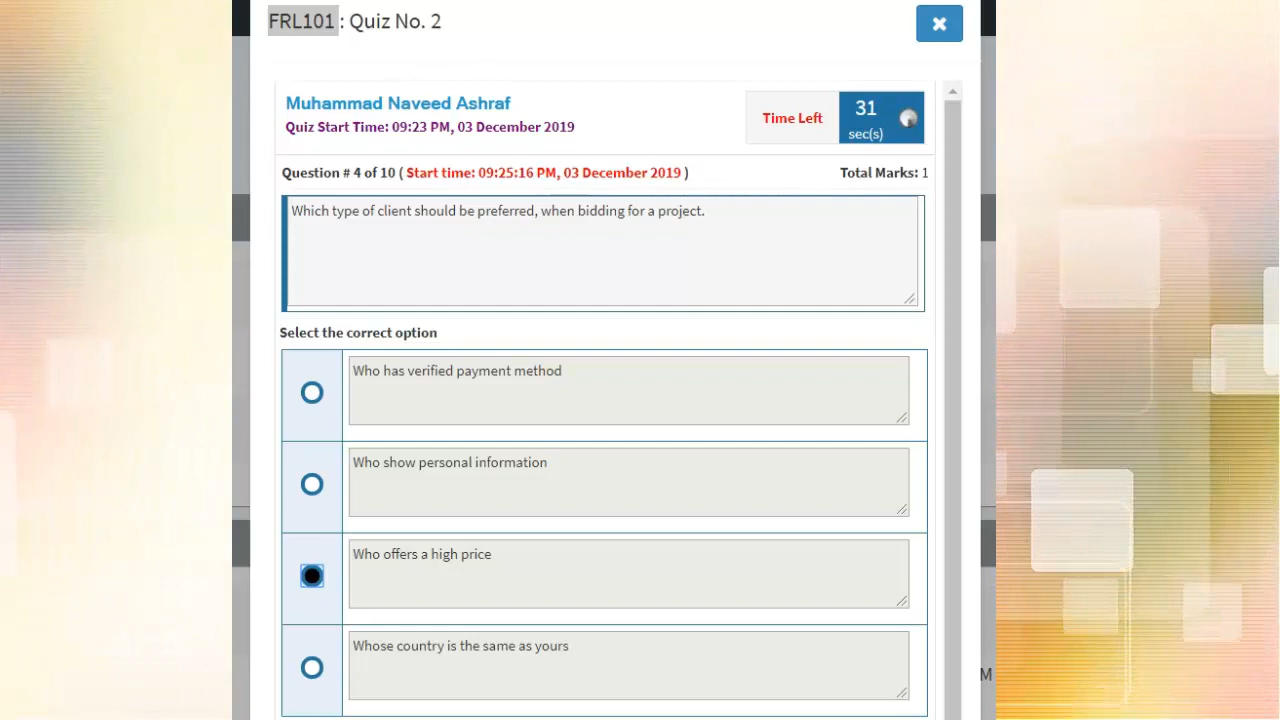 FRL101 : Quiz No. 2
Muhammad Naveed Ashraf
Quiz Start Time: 09:23 PM, 03 December 2019
Time Left
31
sec(s)
Question # 4 of 10 ( Start time: 09:25:16 PM, 03 December 2019 )
Total Marks: 1
Which type of client should be preferred, when bidding for a project.
Select the correct option
Who has verified payment method
Who show personal information
Who offers a high price
Whose country is the same as yours
M